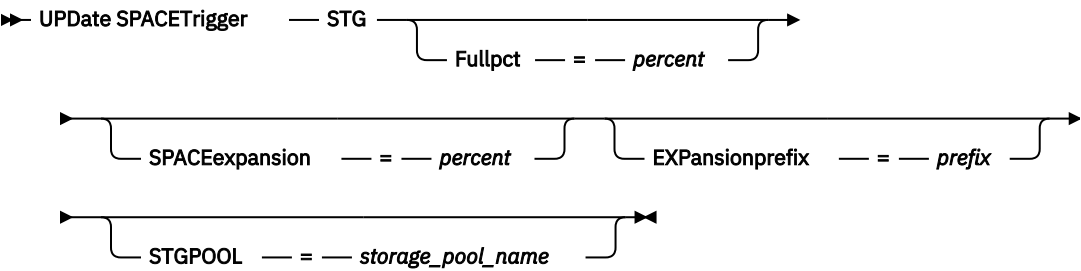 UPDate SPACETrigger STG
Fullpct = percent
SPACEexpansion = percent EXPansionprefix = prefix
STGPOOL = storage_pool_name